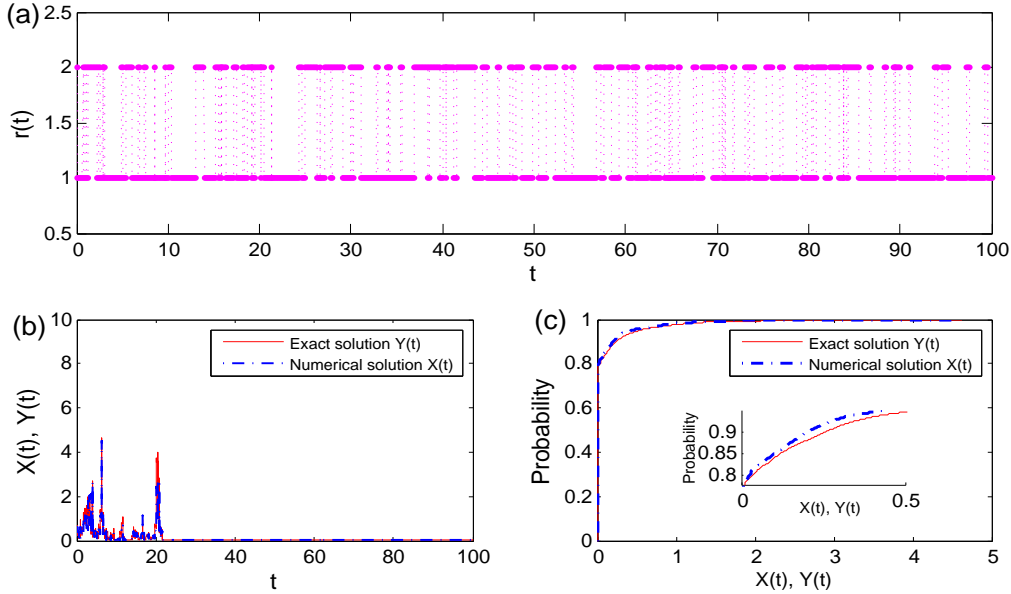 (a)
2.5
2
1.5
1
0.5
r(t)
0 10 20 30 40 50 60 70 80 90 100
t
(b)
10
8
6
4
2
0
X(t), Y(t)
Exact solution Y(t)
Numerical solution X(t)
0 20 40 60 80 100
t
(c)
1
0.8
0.6
0.4
0.2
0
Probability
Exact solution Y(t)
Numerical solution X(t)
0.9
0.85
0.8
Probability
0 0.5
X(t), Y(t)
0 1 2 3 4 5
X(t), Y(t)